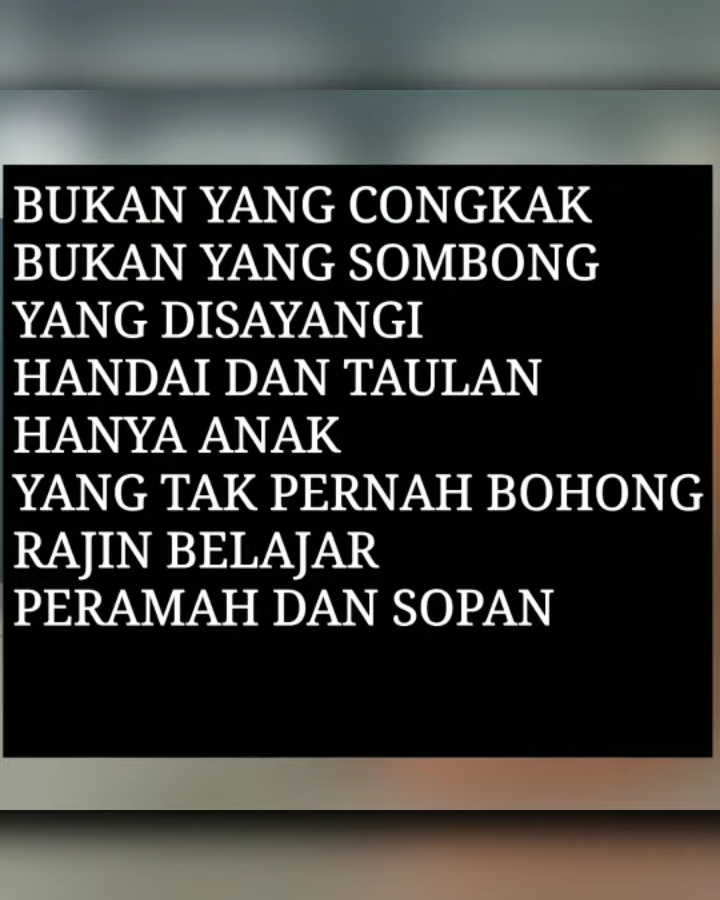 BUKAN YANG CONGKAK
BUKAN YANG SOMBONG
YANG DISAYANGI
HANDAI DAN TAULAN
HANYA ANAK
YANG TAK PERNAH BOHONG
RAJIN BELAJAR
PERAMAH DAN SOPAN